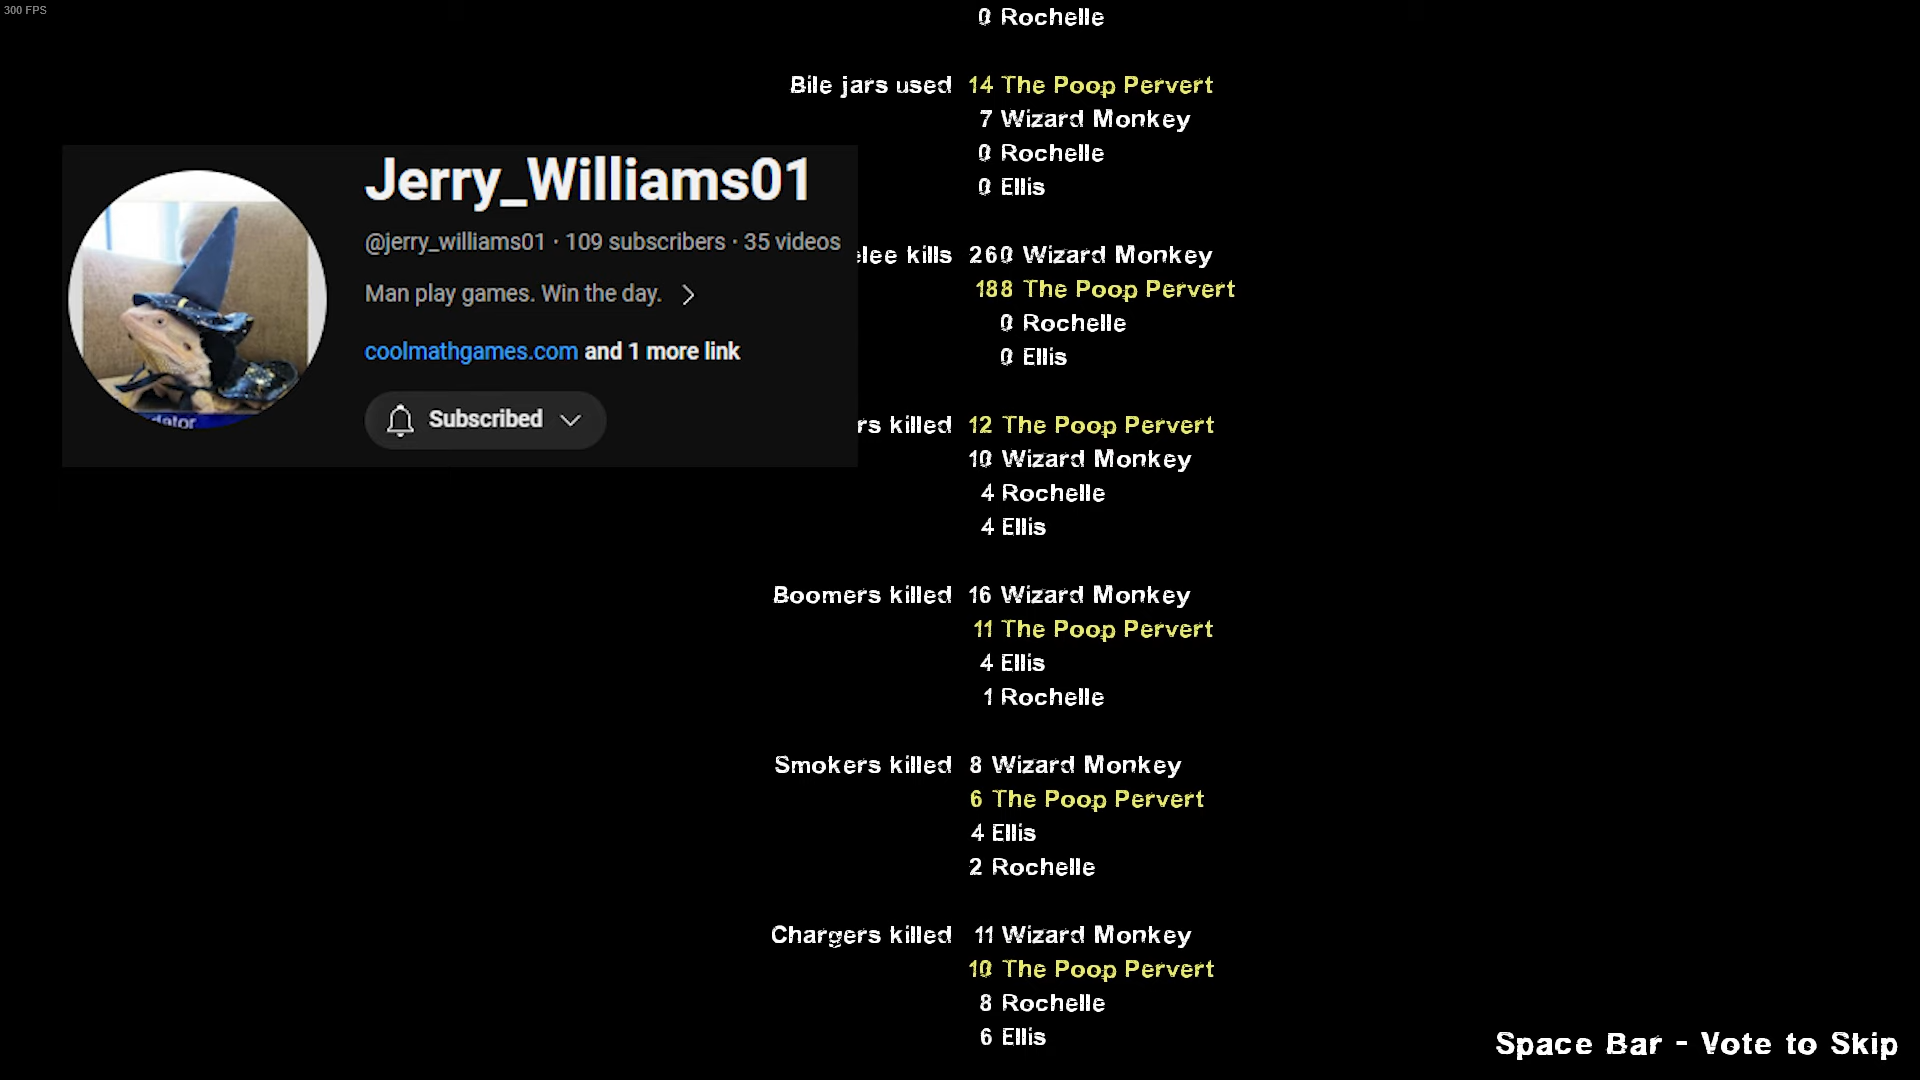 300 FPS
0 Rochelle
Bile jars used 14 The Poop Pervert
7 Wizard Monkey
0 Rochelle
0 Ellis
Jerry_Williams01
@jerry_williams01 · 109 subscribers · 35 videos
Man play games. Win the day. >
coolmathgames.com and 1 more link
Subscribed
elee kills 260 Wizard Monkey
188 The Poop Pervert
0 Rochelle
0 Ellis
rs killed 12 The Poop Pervert
10 Wizard Monkey
4 Rochelle
4 Ellis
Boomers killed 16 Wizard Monkey
11 The Poop Pervert
4 Ellis
1 Rochelle
Smokers killed 8 Wizard Monkey
6 The Poop Pervert
4 Ellis
2 Rochelle
Chargers killed 11 Wizard Monkey
10 The Poop Pervert
8 Rochelle
6 Ellis
Space Bar - Vote to Skip